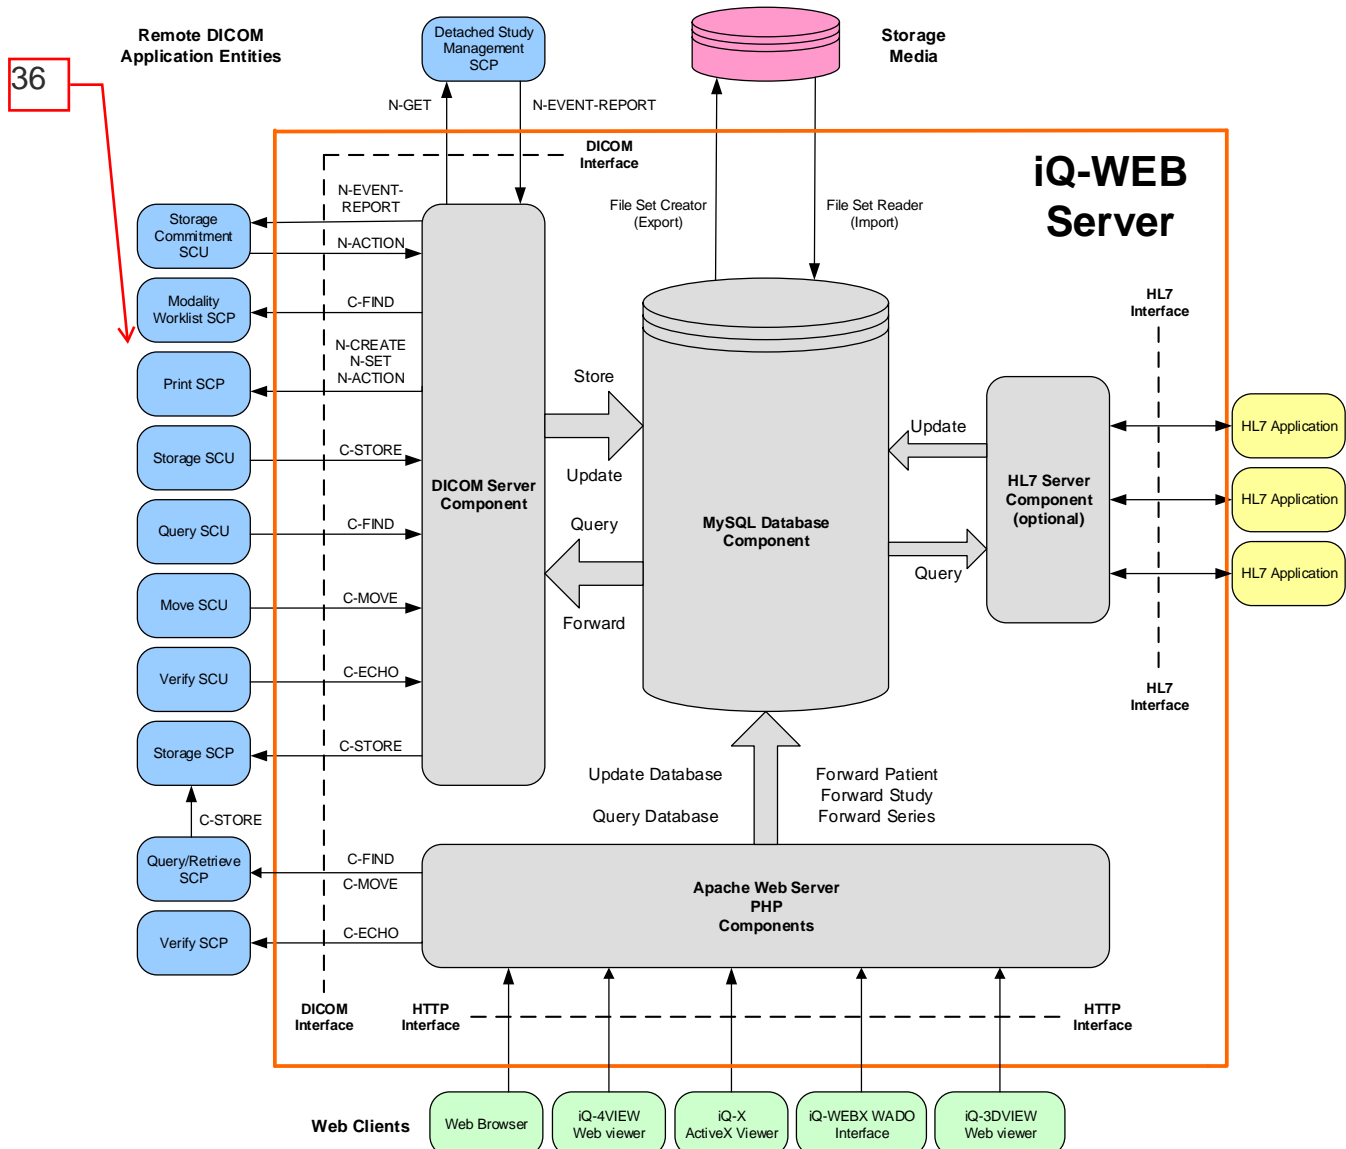 Remote DICOM
Application Entities
36
Detached Study
Management
SCP
Storage
Media
N-GET
N-EVENT-REPORT
DICOM
Interface
iQ-WEB
Server
N-EVENT-
REPORT
Storage
Commitment
SCU
N-ACTION
File Set Creator
(Export)
File Set Reader
(Import)
Modality
Worklist SCP
C-FIND
HL7
Interface
N-CREATE
N-SET
N-ACTION
Print SCP
Store
Update
Storage SCU
C-STORE
DICOM Server
Component
Query
Forward
Query SCU
C-FIND
MySQL Database
Component
Update
Query
HL7 Server
Component
(optional)
HL7 Application
HL7 Application
HL7 Application
Move SCU
C-MOVE
Verify SCU
C-ECHO
HL7
Interface
Storage SCP
C-STORE
Update Database
Query Database
Forward Patient
Forward Study
Forward Series
C-STORE
Query/Retrieve
SCP
C-FIND
C-MOVE
Apache Web Server
PHP
Components
Verify SCP
C-ECHO
DICOM
Interface
HTTP
Interface
HTTP
Interface
Web Clients
Web Browser
iQ-4VIEW
Web viewer
iQ-X
ActiveX Viewer
iQ-WEBX WADO
Interface
iQ-3DVIEW
Web viewer